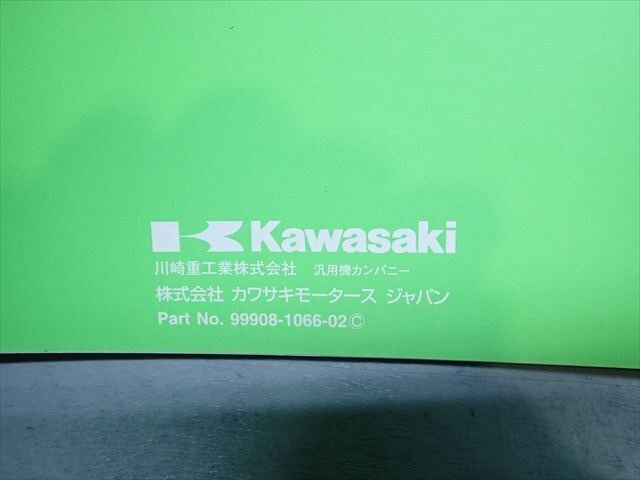 Kawasaki
川崎重工業株式会社 汎用機カンパニー
株式会社 カワサキモータース ジャパン
Part No. 99908-1066-02Ⓒ